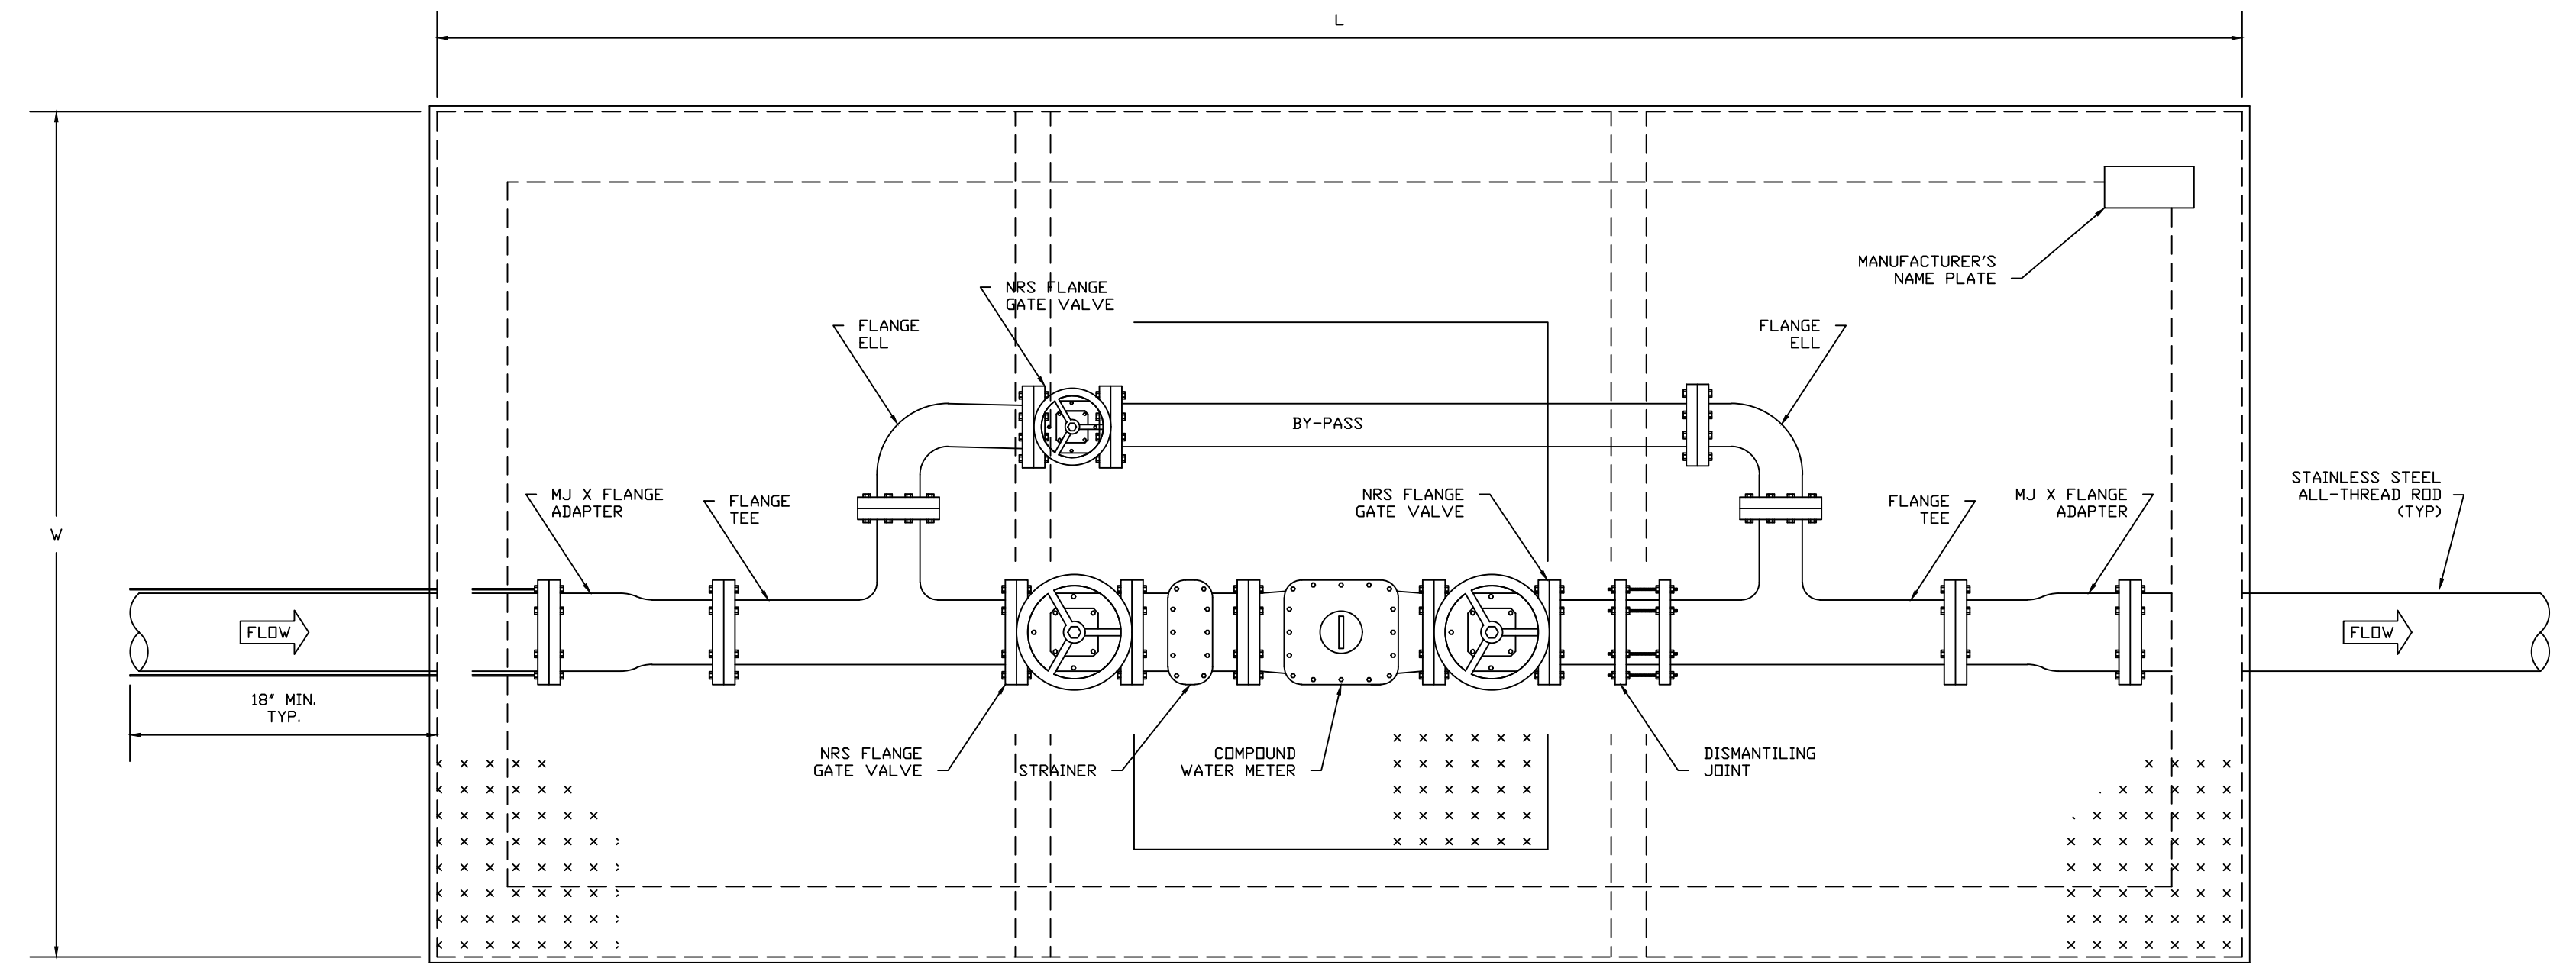 L
MANUFACTURER'S
NAME PLATE
NRS FLANGE
GATE VALVE
FLANGE
ELL
FLANGE
ELL
BY-PASS
STAINLESS STEEL
ALL-THREAD ROD
(TYP)
MJ X FLANGE
ADAPTER
FLANGE
TEE
NRS FLANGE
GATE VALVE
FLANGE
TEE
MJ X FLANGE
ADAPTER
W
FLOW
FLOW
18" MIN.
TYP.
NRS FLANGE
GATE VALVE
STRAINER
COMPOUND
WATER METER
DISMANTILING
JOINT